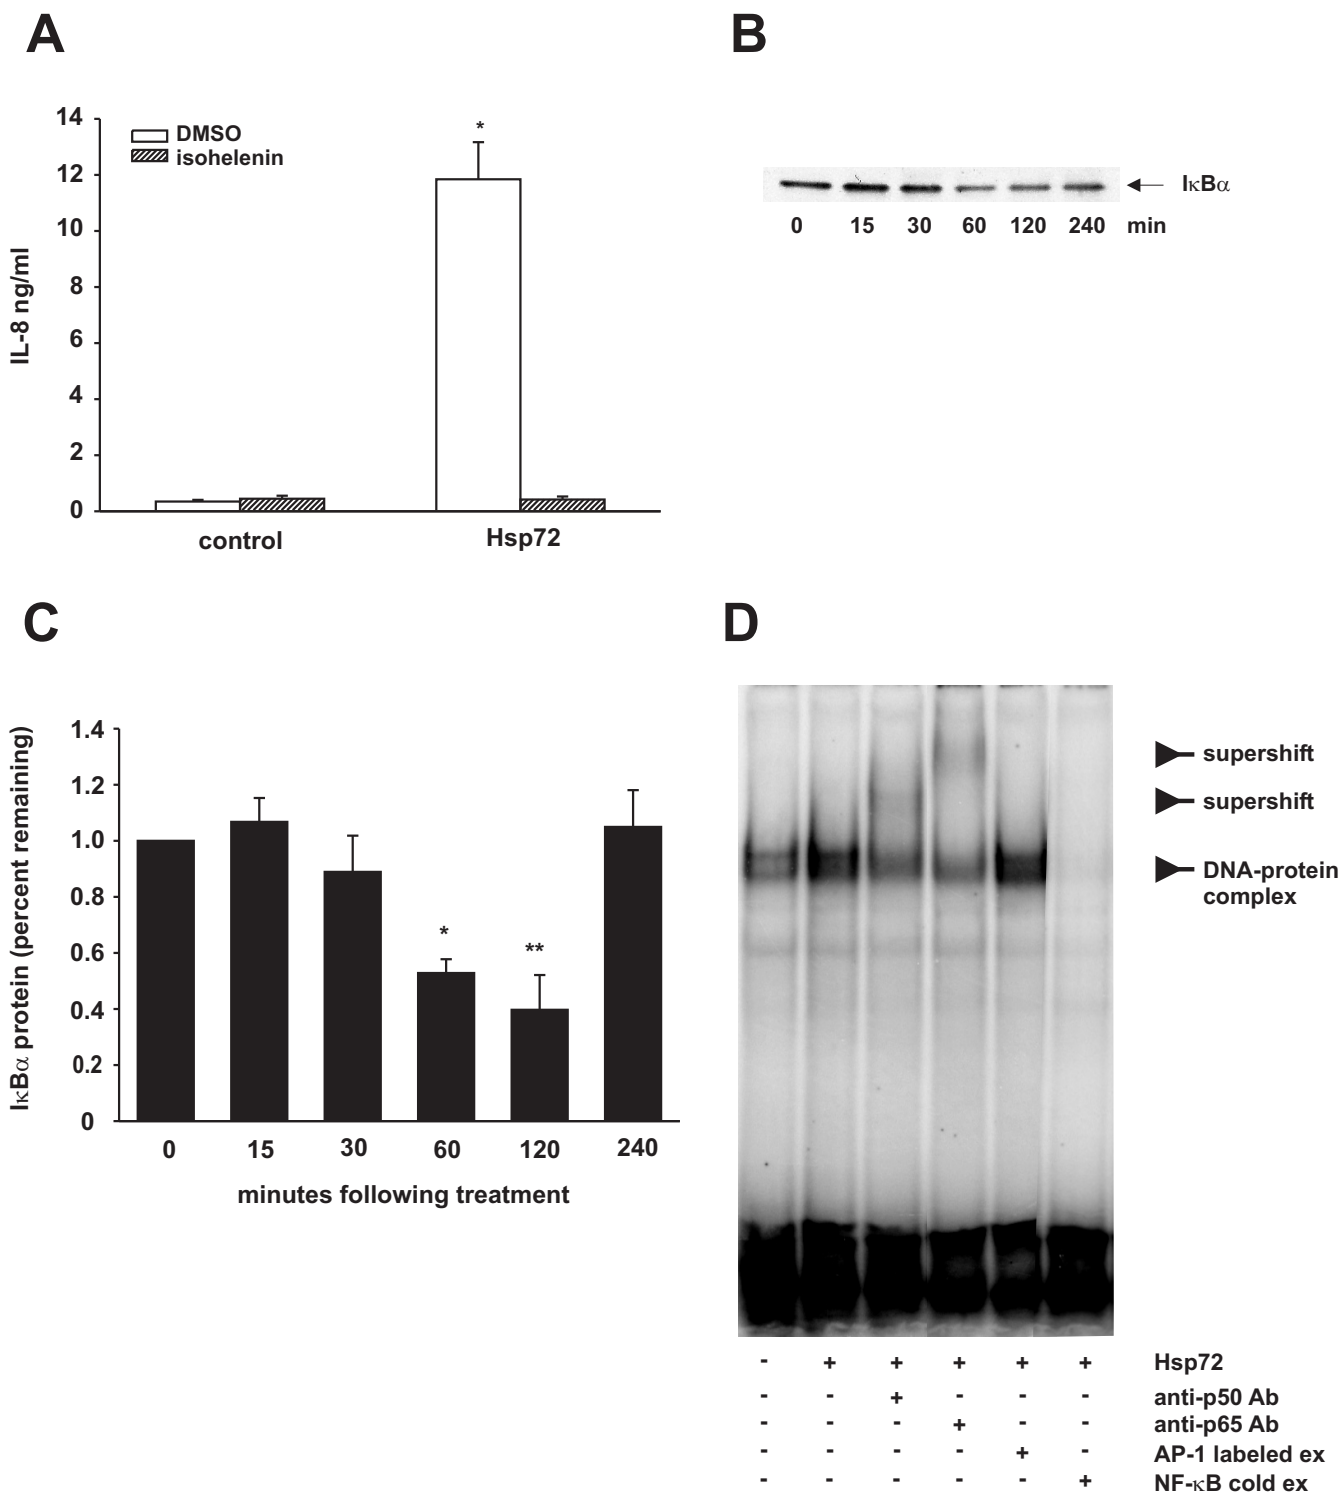 A
14
12
10
8
6
4
2
0
IL-8 ng/ml
DMSO
isohelenin
*
control
Hsp72
B
IκBα
0 15 30 60 120 240 min
C
1.4
1.2
1.0
0.8
0.6
0.4
0.2
0
IκBα protein (percent remaining)
*
**
0 15 30 60 120 240
minutes following treatment
D
supershift
supershift
DNA-protein
complex
- + + + + + Hsp72
- - + - - - anti-p50 Ab
- - - + - - anti-p65 Ab
- - - - + - AP-1 labeled ex
- - - - - + NF-κB cold ex